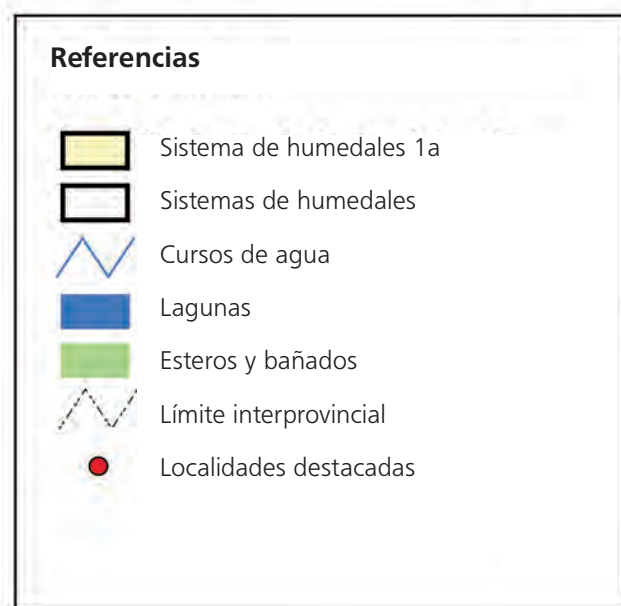 Referencias
Sistema de humedales 1a
Sistemas de humedales
Cursos de agua
Lagunas
Esteros y bañados
Límite interprovincial
Localidades destacadas